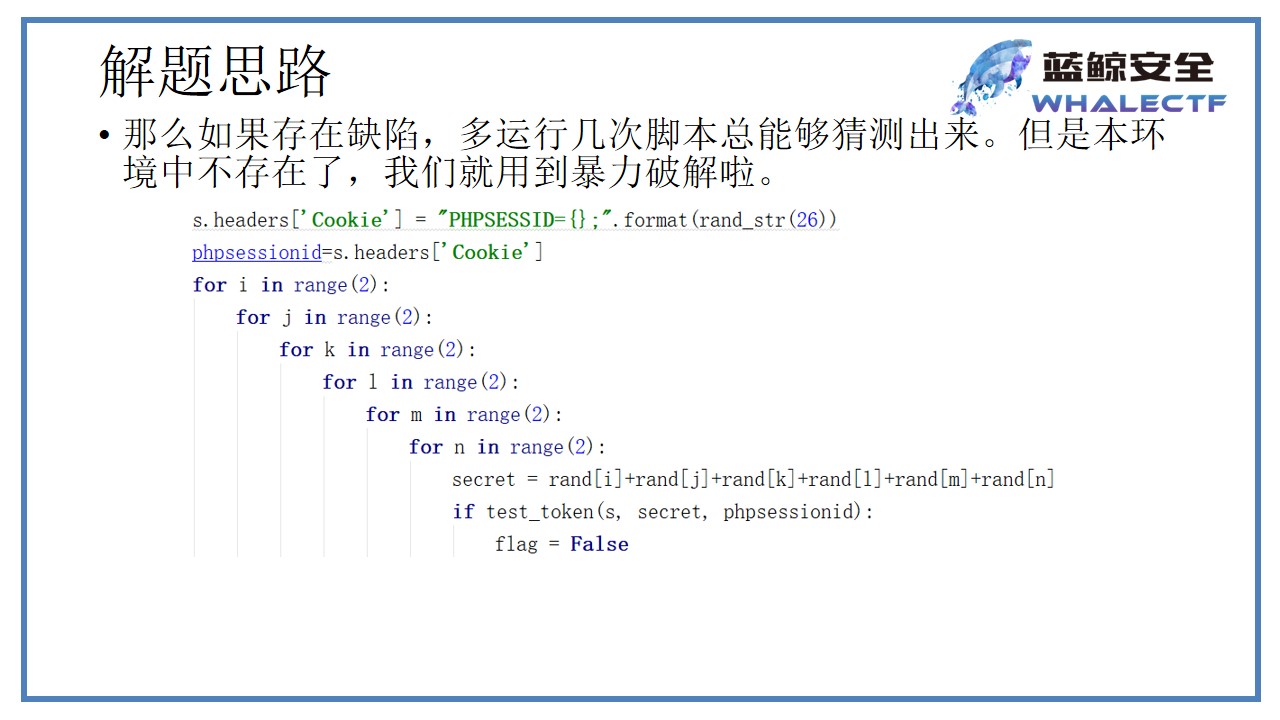 解题思路
蓝鲸安全
WHALECTF
• 那么如果存在缺陷，多运行几次脚本总能够猜测出来。但是本环
境中不存在了，我们就用到暴力破解啦。
s.headers['Cookie'] = "PHPSESSID={};".format(rand_str(26))
phpsessionid=s.headers['Cookie']
for i in range(2):
for j in range(2):
for k in range(2):
for l in range(2):
for m in range(2):
for n in range(2):
secret = rand[i]+rand[j]+rand[k]+rand[l]+rand[m]+rand[n]
if test_token(s, secret, phpsessionid):
flag = False